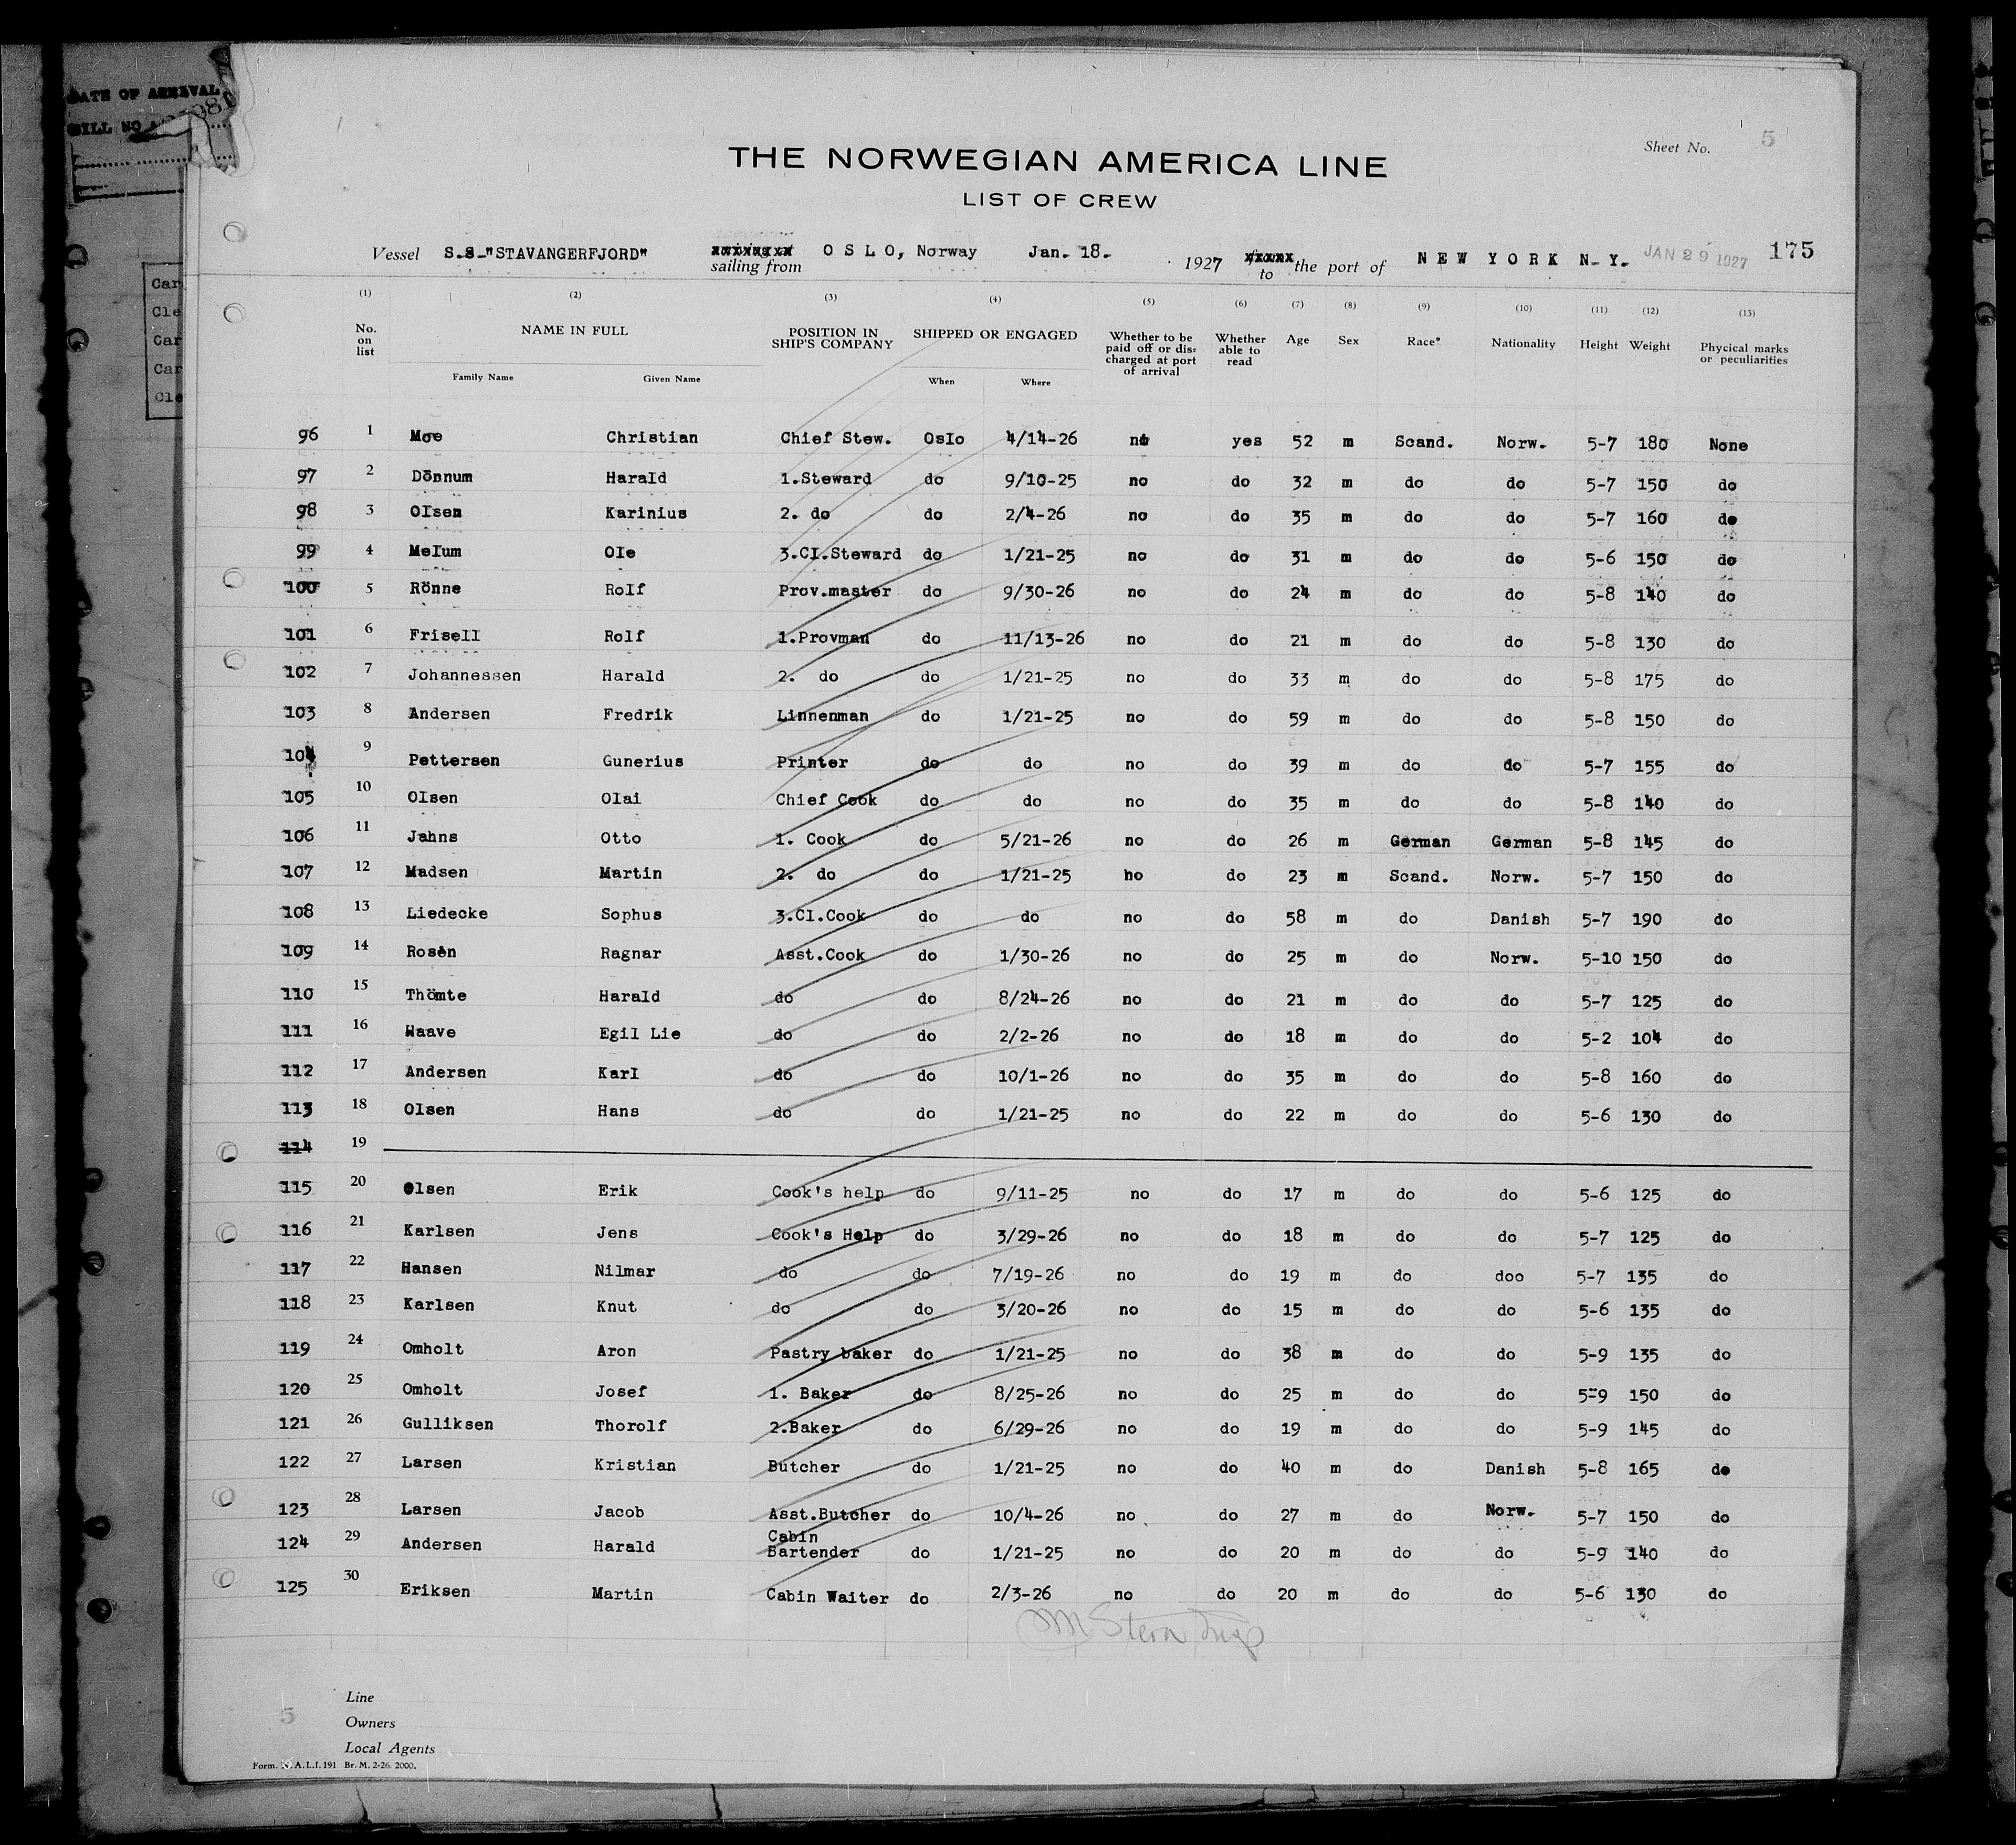 DATE OF ARRIVAL
BILL NO
Car
Cle
Car
Car
Cle
Sheet No. 5
THE NORWEGIAN AMERICA LINE
LIST OF CREW
Vessel S.S."STAVANGERFJORD" sailing from OSLO, Norway Jan. 18. 1927 to the port of NEW YORK N.Y. JAN 29 1927 175
(1) (2) (3) (4) (5) (6) (7) (8) (9) (10) (11) (12) (13)
No. on list NAME IN FULL POSITION IN SHIP'S COMPANY SHIPPED OR ENGAGED Whether to be paid off or discharged at port of arrival Whether able to read Age Sex Race* Nationality Height Weight Phycical marks or peculiarities
Family Name Given Name When Where
96 1 Moe Christian Chief Stew. Oslo 4/14-26 no yes 52 m Scand. Norw. 5-7 180 None
97 2 Dönnum Harald 1.Steward do 9/10-25 no do 32 m do do 5-7 150 do
98 3 Olsen Karinius 2. do do 2/4-26 no do 35 m do do 5-7 160 do
99 4 Melum Ole 3.Cl.Steward do 1/21-25 no do 31 m do do 5-6 150 do
100 5 Rönne Rolf Prov.master do 9/30-26 no do 24 m do do 5-8 140 do
101 6 Frisell Rolf 1.Provman do 11/13-26 no do 21 m do do 5-8 130 do
102 7 Johannessen Harald 2. do do 1/21-25 no do 33 m do do 5-8 175 do
103 8 Andersen Fredrik Linnenman do 1/21-25 no do 59 m do do 5-8 150 do
104 9 Pettersen Gunerius Printer do do no do 39 m do do 5-7 155 do
105 10 Olsen Olai Chief Cook do do no do 35 m do do 5-8 140 do
106 11 Jahns Otto 1. Cook do 5/21-26 no do 26 m German German 5-8 145 do
107 12 Madsen Martin 2. do do 1/21-25 ho do 23 m Scand. Norw. 5-7 150 do
108 13 Liedecke Sophus 3.Cl.Cook do do no do 58 m do Danish 5-7 190 do
109 14 Rosèn Ragnar Asst.Cook do 1/30-26 no do 25 m do Norw. 5-10 150 do
110 15 Thömte Harald do do 8/24-26 no do 21 m do do 5-7 125 do
111 16 Haave Egil Lie do do 2/2-26 no do 18 m do do 5-2 104 do
112 17 Andersen Karl do do 10/1-26 no do 35 m do do 5-8 160 do
113 18 Olsen Hans do do 1/21-25 no do 22 m do do 5-6 130 do
114 19
115 20 Olsen Erik Cook's help do 9/11-25 no do 17 m do do 5-6 125 do
116 21 Karlsen Jens Cook's Help do 3/29-26 no do 18 m do do 5-7 125 do
117 22 Hansen Nilmar do do 7/19-26 no do 19 m do doo 5-7 135 do
118 23 Karlsen Knut do do 3/20-26 no do 15 m do do 5-6 135 do
119 24 Omholt Aron Pastry baker do 1/21-25 no do 38 m do do 5-9 135 do
120 25 Omholt Josef 1. Baker do 8/25-26 no do 25 m do do 5-9 150 do
121 26 Gulliksen Thorolf 2.Baker do 6/29-26 no do 19 m do do 5-9 145 do
122 27 Larsen Kristian Butcher do 1/21-25 no do 40 m do Danish 5-8 165 do
123 28 Larsen Jacob Asst.Butcher do 10/4-26 no do 27 m do Norw. 5-7 150 do
124 29 Andersen Harald Cabin Bartender do 1/21-25 no do 20 m do do 5-9 140 do
125 30 Eriksen Martin Cabin Waiter do 2/3-26 no do 20 m do do 5-6 130 do
M Stern Insp
5
Line
Owners
Local Agents
Form. N.A.L.I.191 Br. M. 2-26. 2000.